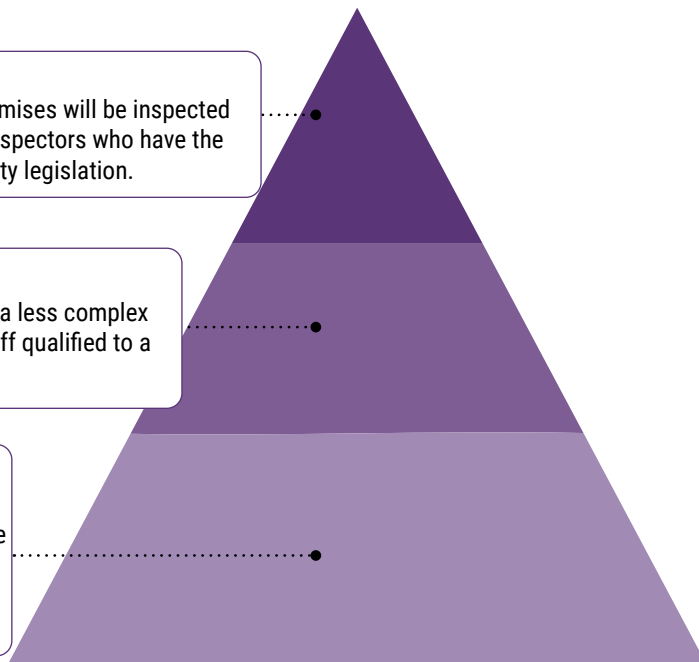 mises will be inspected
spectors who have the
ty legislation.
a less complex
ff qualified to a
e